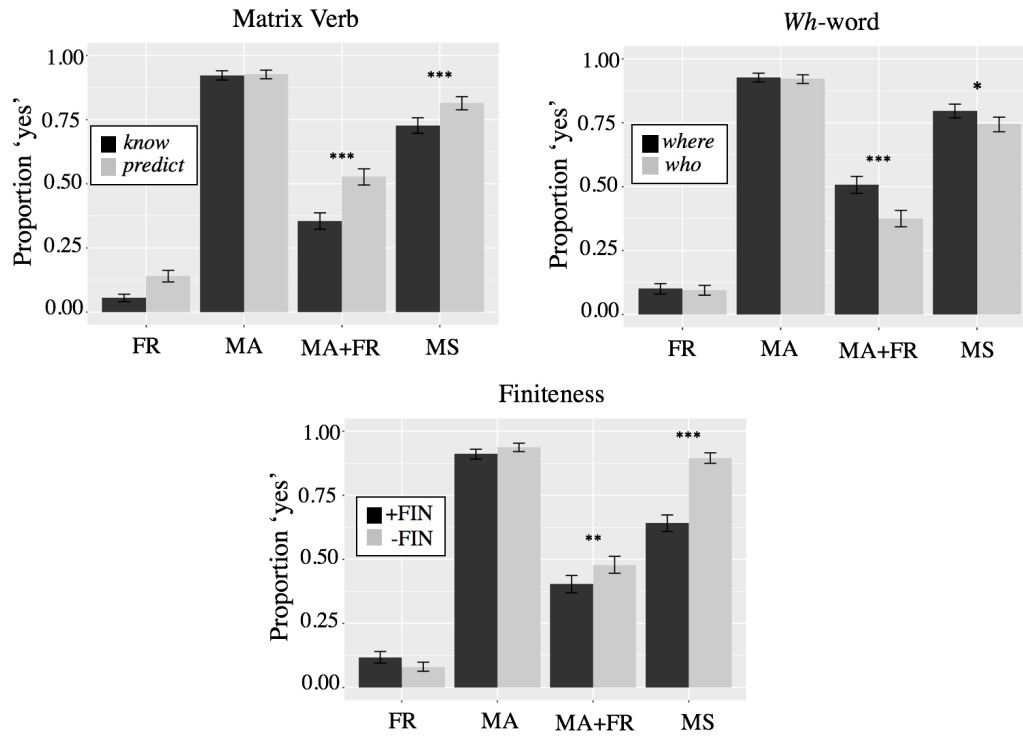 Matrix Verb
Proportion ‘yes’
1.00
0.75
0.50
0.25
0.00
know
predict
***
***
FR MA MA+FR MS
Wh-word
Proportion ‘yes’
1.00
0.75
0.50
0.25
0.00
where
who
***
*
FR MA MA+FR MS
Finiteness
Proportion ‘yes’
1.00
0.75
0.50
0.25
0.00
+FIN
-FIN
**
***
FR MA MA+FR MS